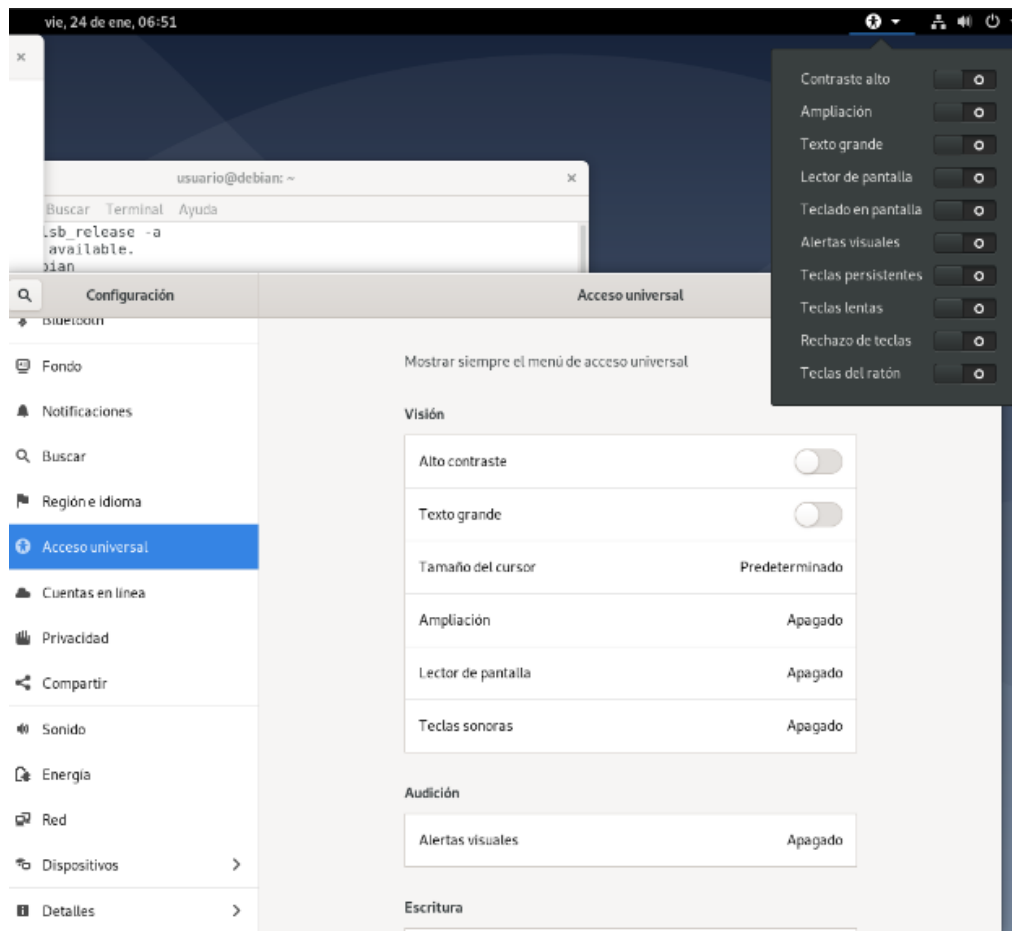 vie, 24 de ene, 06:51
Contraste alto
Ampliación
Texto grande
Lector de pantalla
Teclado en pantalla
Alertas visuales
Teclas persistentes
Teclas lentas
Rechazo de teclas
Teclas del ratón
usuario@debian: ~
Buscar Terminal Ayuda
lsb_release -a
available.
bian
Configuración
Acceso universal
Bluetooth
Fondo
Notificaciones
Buscar
Región e idioma
Acceso universal
Cuentas en línea
Privacidad
Compartir
Sonido
Energía
Red
Dispositivos
Detalles
Mostrar siempre el menú de acceso universal
Visión
Alto contraste
Texto grande
Tamaño del cursor Predeterminado
Ampliación Apagado
Lector de pantalla Apagado
Teclas sonoras Apagado
Audición
Alertas visuales Apagado
Escritura